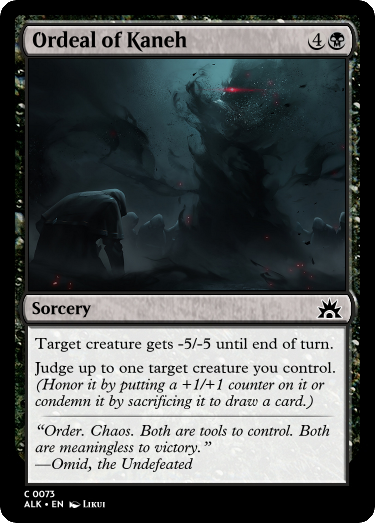 Ordeal of Kaneh 4
Sorcery
Target creature gets -5/-5 until end of turn.
Judge up to one target creature you control.
(Honor it by putting a +1/+1 counter on it or
condemn it by sacrificing it to draw a card.)
“Order. Chaos. Both are tools to control. Both
are meaningless to victory.”
—Omid, the Undefeated
C 0073
ALK • EN Likui